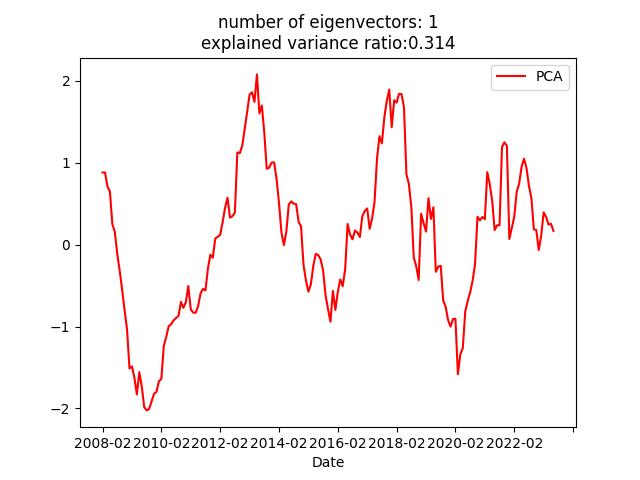 number of eigenvectors: 1
explained variance ratio:0.314
PCA
2
1
0
−1
−2
2008-02 2010-02 2012-02 2014-02 2016-02 2018-02 2020-02 2022-02
Date